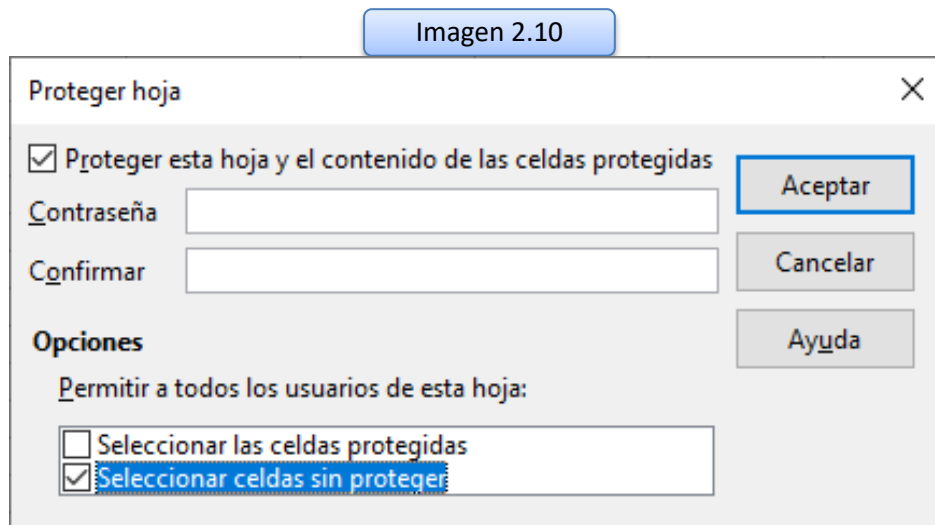 Imagen 2.10
Proteger hoja
Proteger esta hoja y el contenido de las celdas protegidas
Aceptar
Contraseña
Confirmar
Cancelar
Opciones
Ayuda
Permitir a todos los usuarios de esta hoja:
Seleccionar las celdas protegidas
Seleccionar celdas sin proteger